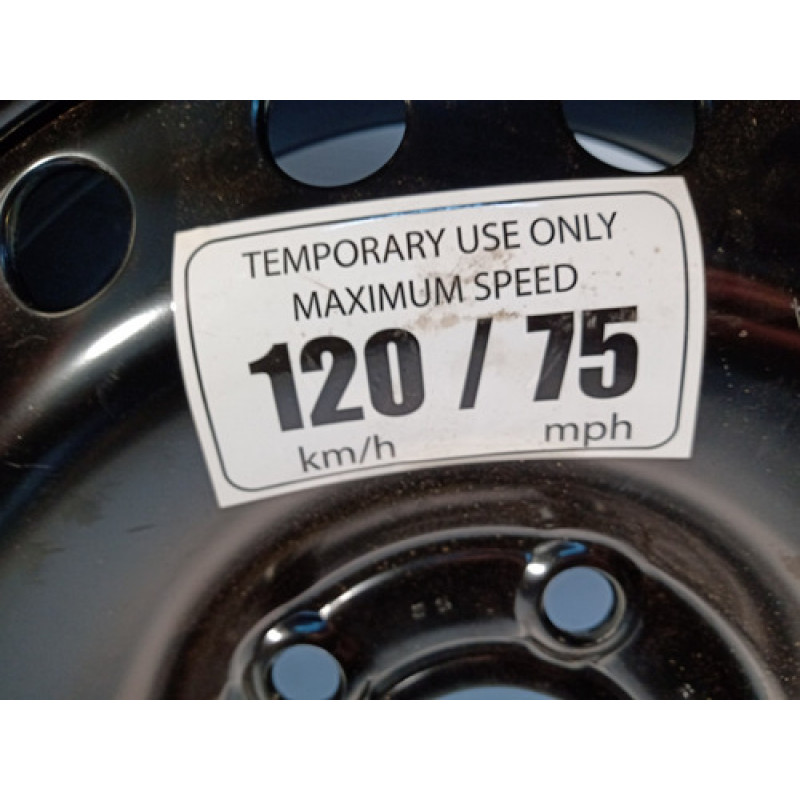 TEMPORARY USE ONLY
MAXIMUM SPEED
120 / 75
km/h mph